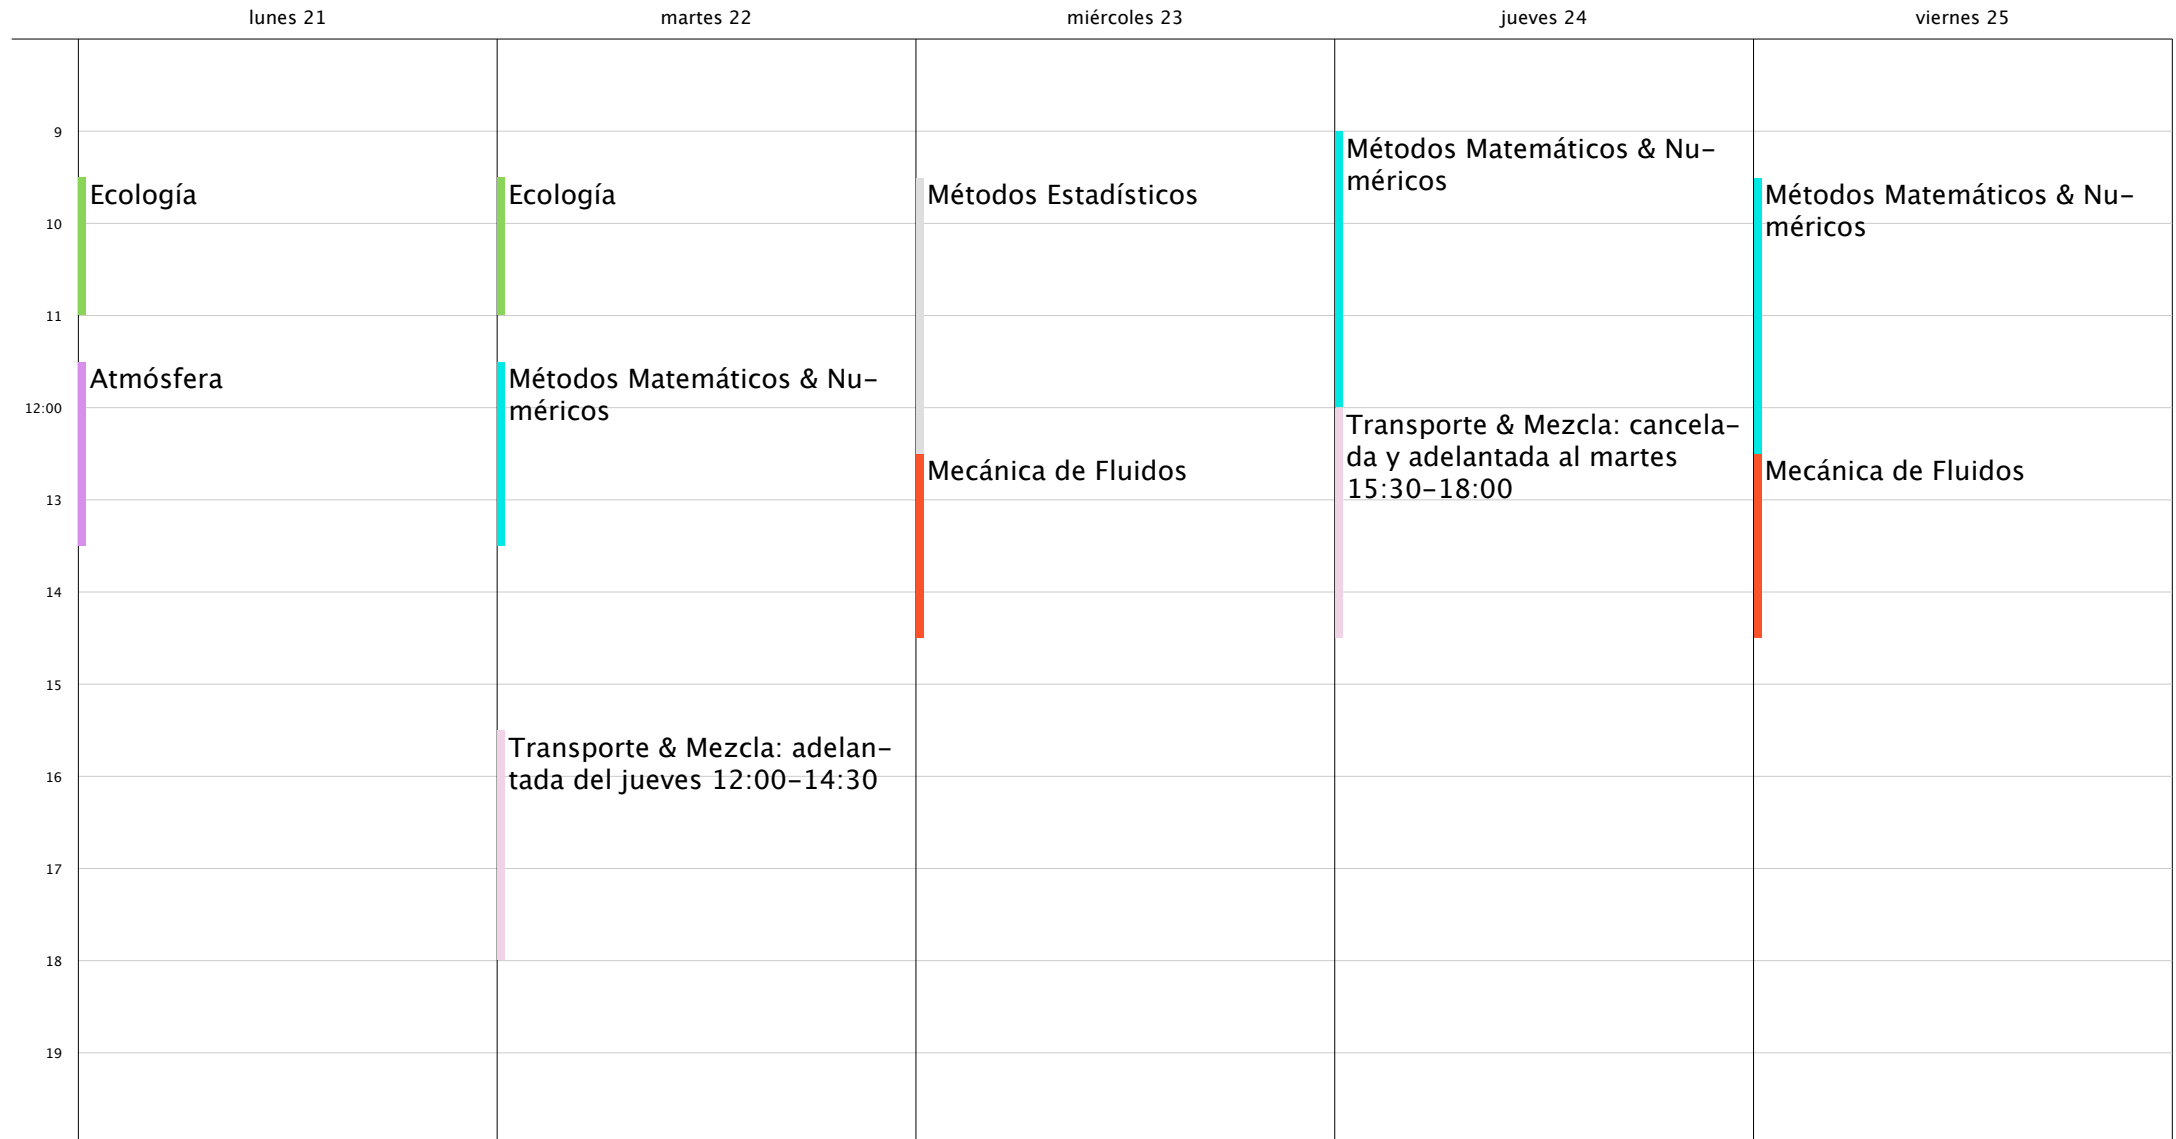 lunes 21
martes 22
miércoles 23
jueves 24
viernes 25
9
10
11
12:00
13
14
15
16
17
18
19
Ecología
Atmósfera
Ecología
Métodos Matemáticos & Nu-
méricos
Transporte & Mezcla: adelan-
tada del jueves 12:00-14:30
Métodos Estadísticos
Mecánica de Fluidos
Métodos Matemáticos & Nu-
méricos
Transporte & Mezcla: cancela-
da y adelantada al martes
15:30-18:00
Métodos Matemáticos & Nu-
méricos
Mecánica de Fluidos